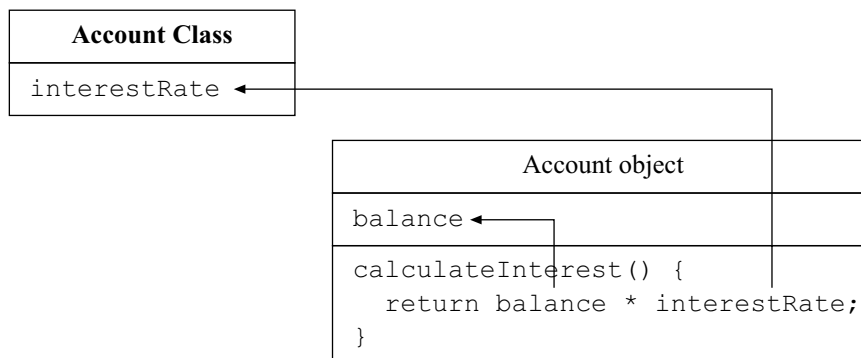 Account Class
interestRate
Account object
balance
calculateInterest() {
  return balance * interestRate;
}